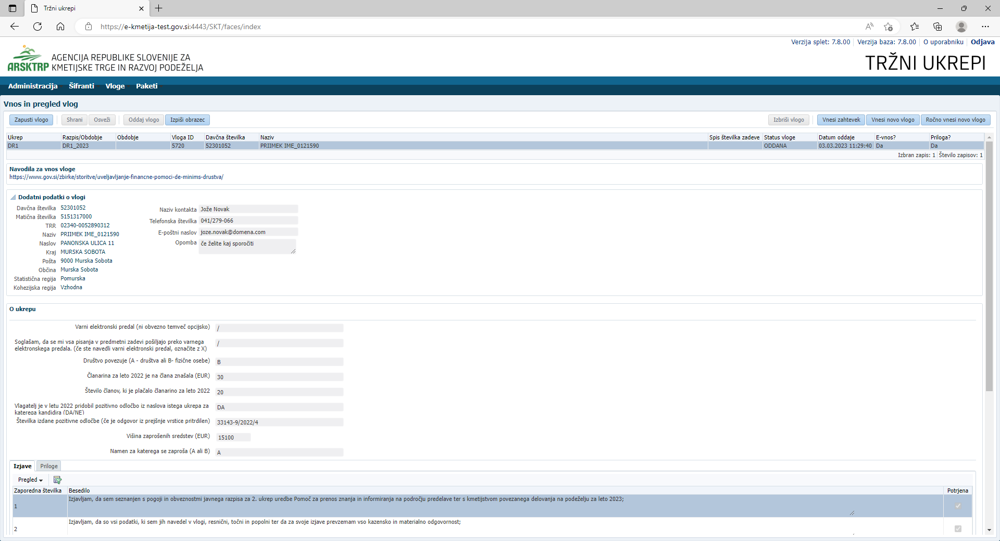 Tržni ukrepi
https://e-kmetija-test.gov.si:4443/SKT/faces/index
Verzija splet: 7.8.00 Verzija baza: 7.8.00 O uporabniku Odjava
ARSKTRP
AGENCIJA REPUBLIKE SLOVENIJE ZA
KMETIJSKE TRGE IN RAZVOJ PODEŽELJA
TRŽNI UKREPI
Administracija Šifranti Vloge Paketi
Vnos in pregled vlog
Zapusti vlogo Shrani Osveži Oddaj vlogo Izpiši obrazec Izbriši vlogo Vnesi zahtevek Vnesi novo vlogo Ročno vnesi novo vlogo
Ukrep Razpis/Obdobje Obdobje Vloga ID Davčna številka Naziv Spis številka zadeve Status vloge Datum oddaje E-vnos? Priloga?
DR1 DR1_2023 5720 52301052 PRIIMEK IME_0121590 ODDANA 03.03.2023 11:29:40 Da Da
Izbran zapis: 1 Število zapisov: 1
Navodila za vnos vloge
https://www.gov.si/zbirke/storitve/uveljavljanje-financne-pomoci-de-minims-drustva/
Dodatni podatki o vlogi
Davčna številka 52301052
Matična številka 5151317000
TRR 02340-0052890312
Naziv PRIIMEK IME_0121590
Naslov PANONSKA ULICA 11
Kraj MURSKA SOBOTA
Pošta 9000 Murska Sobota
Občina Murska Sobota
Statistična regija Pomurska
Kohezijska regija Vzhodna
Naziv kontakta Jože Novak
Telefonska številka 041/279-066
E-poštni naslov joze.novak@domena.com
Opomba če želite kaj sporočiti
O ukrepu
Varni elektronski predal (ni obvezno temveč opcijsko) /
Soglašam, da se mi vsa pisanja v predmetni zadevi pošiljajo preko varnega
elektronskega predala. (če ste navedli varni elektronski predal, označite z X) /
Društvo povezuje (A - društva ali B- fizične osebe) B
Članarina za leto 2022 je na člana znašala (EUR) 30
Število članov, ki je plačalo članarino za leto 2022 20
Vlagatelj je v letu 2022 pridobil pozitivno odločbo iz naslova istega ukrepa za
katerega kandidira (DA/NE) DA
Številka izdane pozitivne odločbe (če je odgovor iz prejšnje vrstice pritrdilen) 33143-9/2022/4
Višina zaprošenih sredstev (EUR) 15100
Namen za katerega se zaproša (A ali B) A
Izjave Priloge
Pregled
Zaporedna številka Besedilo Potrjena
1 Izjavljam, da sem seznanjen s pogoji in obveznostmi javnega razpisa za 2. ukrep uredbe Pomoč za prenos znanja in informiranja na področju predelave ter s kmetijstvom povezanega delovanja na podeželju za leto 2023;
2 Izjavljam, da so vsi podatki, ki sem jih navedel v vlogi, resnični, točni in popolni ter da za svoje izjave prevzemam vso kazensko in materialno odgovornost;